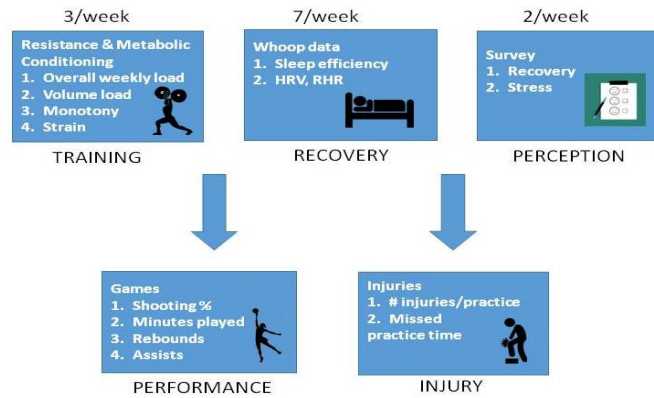 3/week
7/week
2/week
Resistance & Metabolic
Conditioning
1. Overall weekly load
2. Volume load
3. Monotony
4. Strain
TRAINING
Whoop data
1. Sleep efficiency
2. HRV, RHR
RECOVERY
Survey
1. Recovery
2. Stress
PERCEPTION
Games
1. Shooting %
2. Minutes played
3. Rebounds
4. Assists
PERFORMANCE
Injuries
1. # injuries/practice
2. Missed
practice time
INJURY